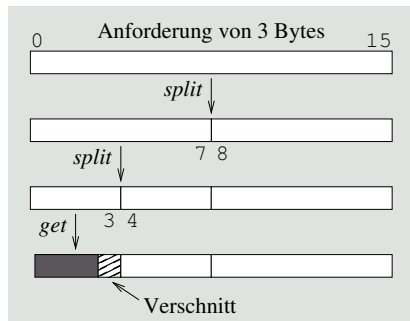 Anforderung von 3 Bytes
0 15
split
7 8
split
3 4
get
Verschnitt